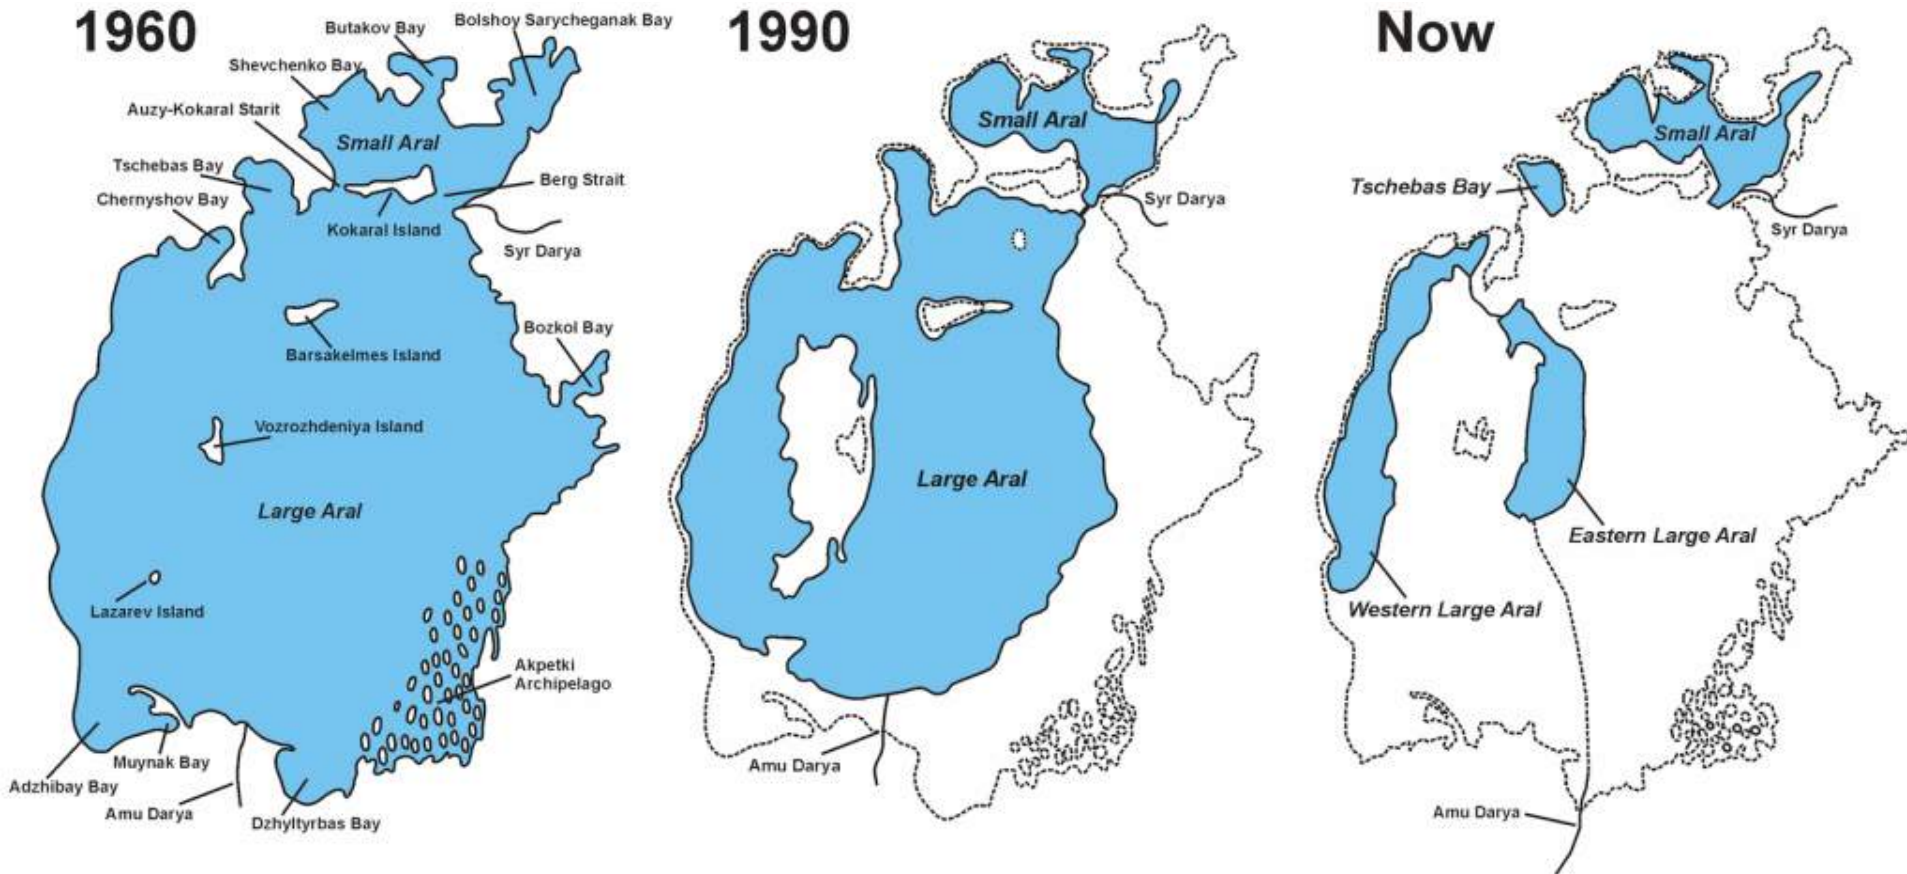 1960
Butakov Bay
Bolshoy Sarycheganak Bay
Shevchenko Bay
Auzy-Kokaral Starit
Small Aral
Tschebas Bay
Berg Strait
Chernyshov Bay
Kokaral Island
Syr Darya
Bozkol Bay
Barsakelmes Island
Vozrozhdeniya Island
Large Aral
Lazarev Island
Akpetki
Archipelago
Muynak Bay
Adzhibay Bay
Amu Darya
Dzhyltyrbas Bay
1990
Small Aral
Syr Darya
Large Aral
Amu Darya
Now
Small Aral
Tschebas Bay
Syr Darya
Eastern Large Aral
Western Large Aral
Amu Darya